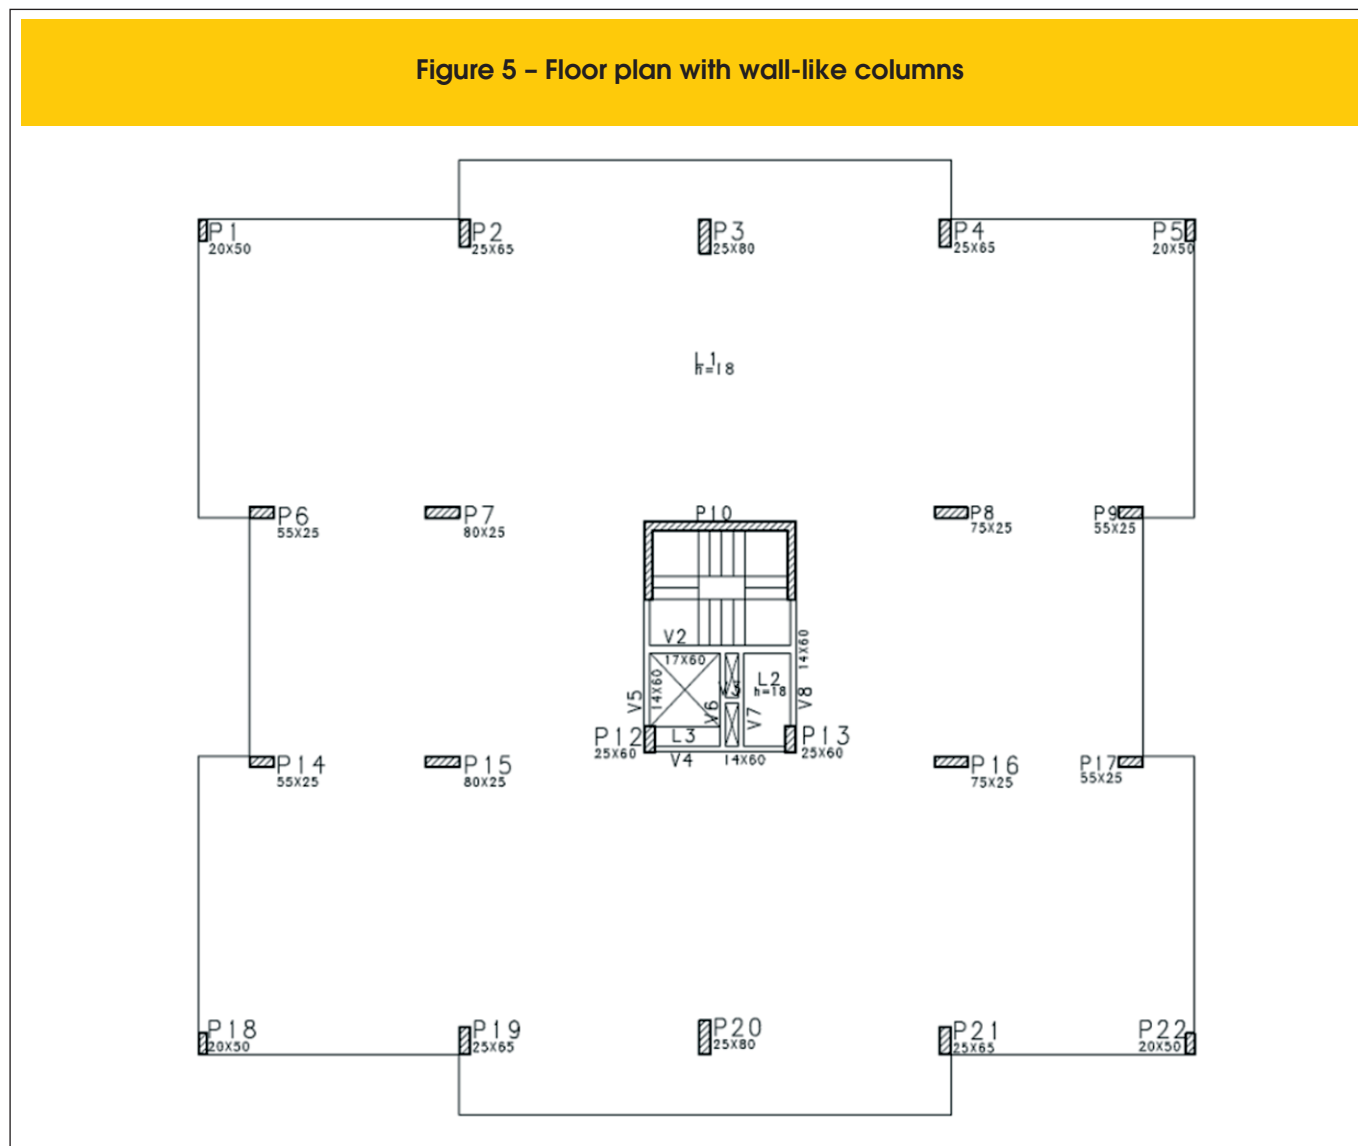 Figure 5 – Floor plan with wall-like columns
P1
20X50
P2
25X65
P3
25X80
P4
25X65
P5
20X50
L1
h=18
P6
55X25
P7
80X25
P10
P8
75X25
P9
55X25
V2
17X60
14X60
14X60
V5
V3
L2
h=18
V6
V7
V8
P12
25X60
L3
V4
14X60
P13
25X60
P14
55X25
P15
80X25
P16
75X25
P17
55X25
P18
20X50
P19
25X65
P20
25X80
P21
25X65
P22
20X50